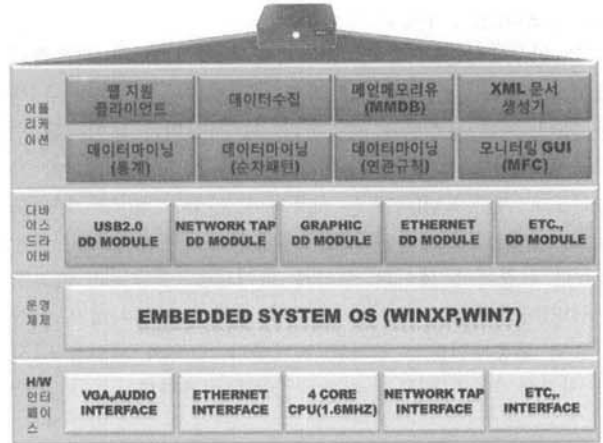 웹 지원
클라이언트
데이터수집
메인메모리유
(MMDB)
XML 문서
생성기
어플
리케
이션
데이터마이닝
(통계)
데이터마이닝
(순차패턴)
데이터마이닝
(연관규칙)
모니터링 GUI
(MFC)
디바
이스
드라
이버
USB2.0
DD MODULE
NETWORK TAP
DD MODULE
GRAPHIC
DD MODULE
ETHERNET
DD MODULE
ETC.,
DD MODULE
운영
체제
EMBEDDED SYSTEM OS (WINXP,WIN7)
H/W
인터
페이
스
VGA,AUDIO
INTERFACE
ETHERNET
INTERFACE
4 CORE
CPU(1.6MHZ)
NETWORK TAP
INTERFACE
ETC,.
INTERFACE